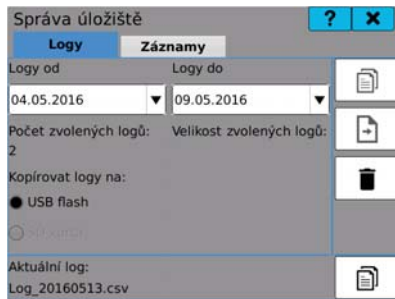 Správa úložiště
? X
Logy Záznamy
Logy od Logy do
04.05.2016 09.05.2016
Počet zvolených logů: Velikost zvolených logů:
2
Kopírovat logy na:
USB flash
Aktuální log:
Log_20160513.csv